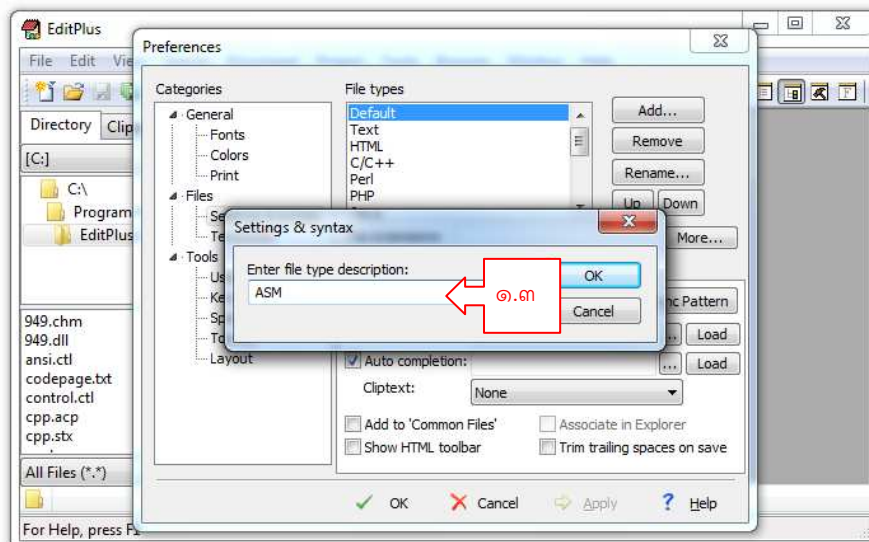 EditPlus
File Edit
Preferences
Directory
[C:]
C:\
EditPlus
949.chm
949.dll
ansi.ctl
codepage.txt
control.ctl
cpp.acp
cpp.stx
All Files (*.*)
For Help, press F1
Categories
General
Fonts
Colors
Print
Files
Tools
Layout
File types
Default
Text
HTML
C/C++
Perl
PHP
Add...
Remove
Rename...
Up Down
More...
Settings & syntax
Enter file type description:
ASM
OK
Cancel
๑.๓
Pattern
... Load
Auto completion: ... Load
Cliptext: None
Add to 'Common Files' Associate in Explorer
Show HTML toolbar Trim trailing spaces on save
OK Cancel Apply ? Help